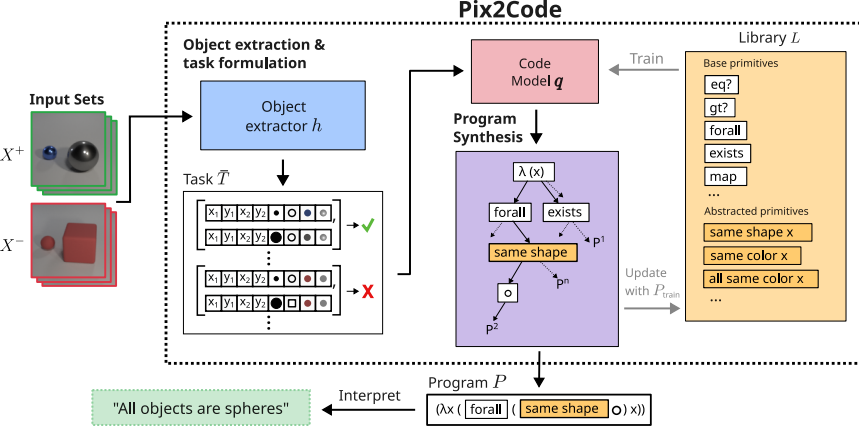 Pix2Code
Object extraction &
task formulation
Input Sets
X⁺
X⁻
Object
extractor h
Task T̄
[x₁ y₁ x₂ y₂ ,
x₁ y₁ x₂ y₂] → ✓
⋮
[x₁ y₁ x₂ y₂ ,
x₁ y₁ x₂ y₂] → X
⋮
Code
Model q
Program
Synthesis
λ (x)
forall
exists
P¹
same shape
Pⁿ
P²
Train
Update
with P_train
Library L
Base primitives
eq?
gt?
forall
exists
map
...
Abstracted primitives
same shape x
same color x
all same color x
...
Program P
(λx ( forall ( same shape O ) x))
Interpret
"All objects are spheres"